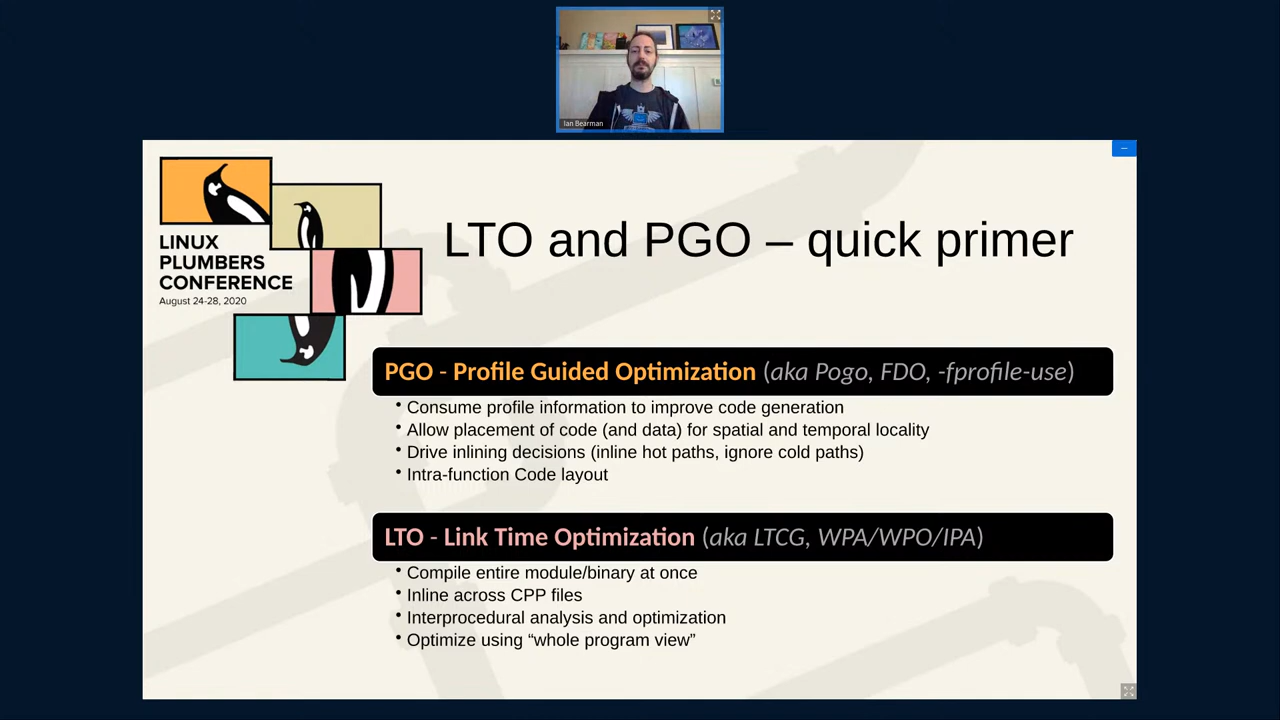 Ian Bearman
LINUX
PLUMBERS
CONFERENCE
August 24-28, 2020
LTO and PGO – quick primer
PGO - Profile Guided Optimization (aka Pogo, FDO, -fprofile-use)
• Consume profile information to improve code generation
• Allow placement of code (and data) for spatial and temporal locality
• Drive inlining decisions (inline hot paths, ignore cold paths)
• Intra-function Code layout
LTO - Link Time Optimization (aka LTCG, WPA/WPO/IPA)
• Compile entire module/binary at once
• Inline across CPP files
• Interprocedural analysis and optimization
• Optimize using “whole program view”